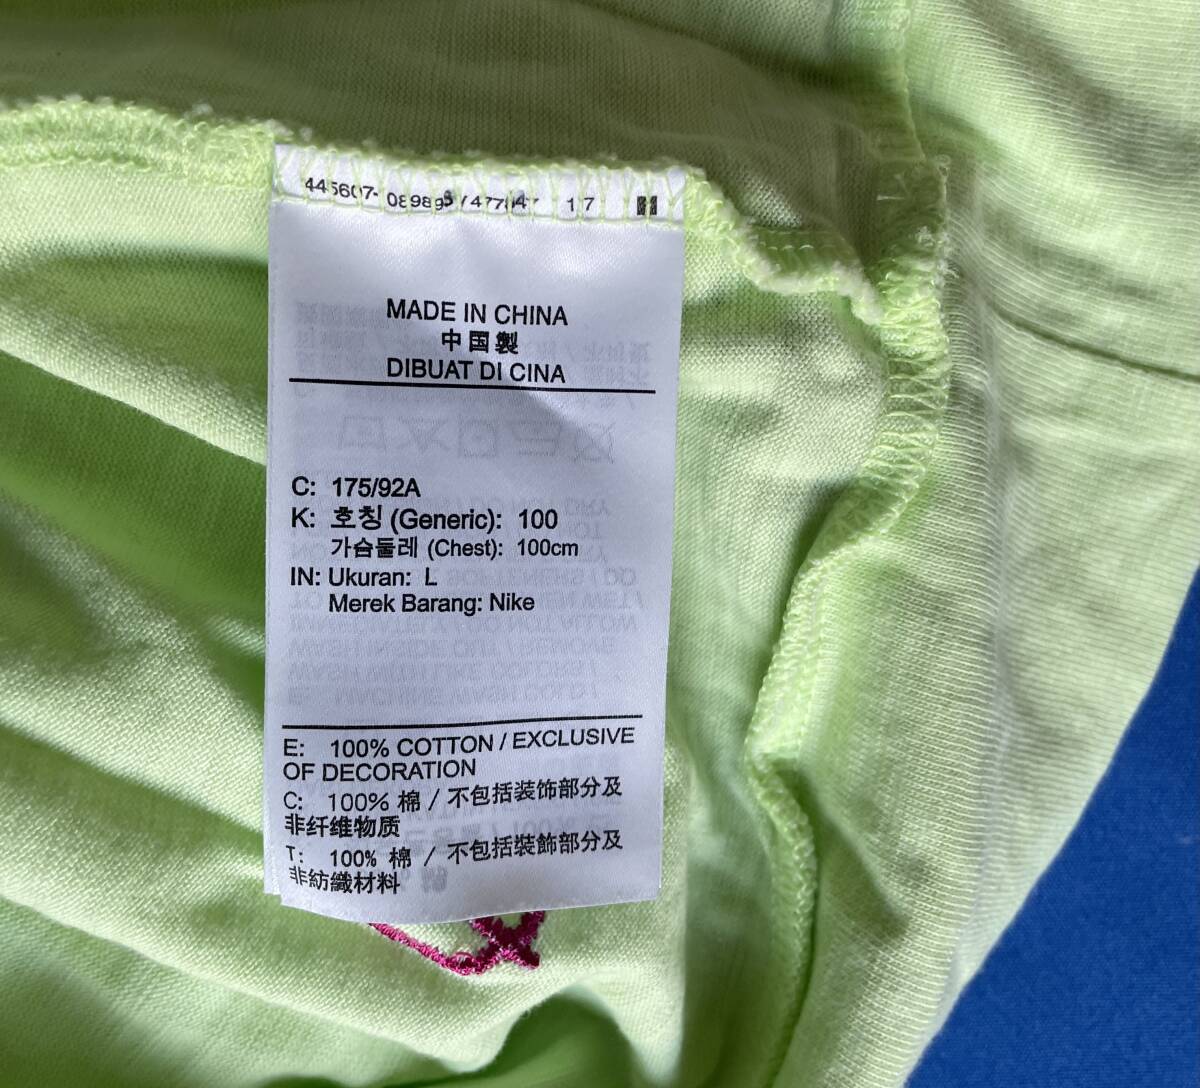 MADE IN CHINA
中国製
DIBUAT DI CINA
C: 175/92A
K: 호칭 (Generic): 100
가슴둘레 (Chest): 100cm
IN: Ukuran: L
Merek Barang: Nike
E: 100% COTTON / EXCLUSIVE
OF DECORATION
C: 100% 棉 / 不包括装饰部分及
非纤维物质
T: 100% 棉 / 不包括裝飾部分及
非紡織材料